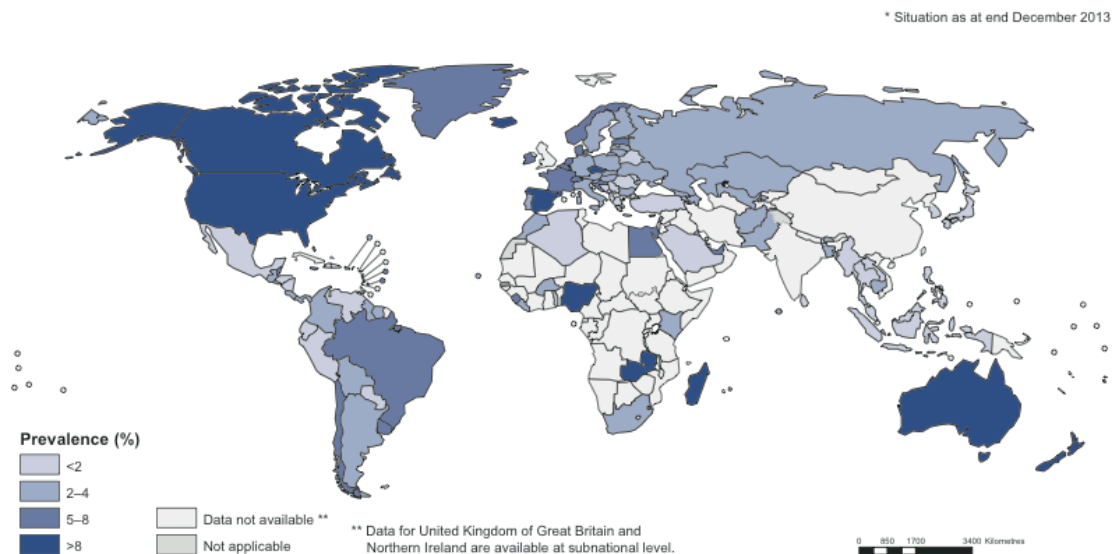 * Situation as at end December 2013
Prevalence (%)
<2
2–4
5–8
>8
Data not available **
Not applicable
** Data for United Kingdom of Great Britain and
Northern Ireland are available at subnational level.
0 850 1700 3400 Kilometres